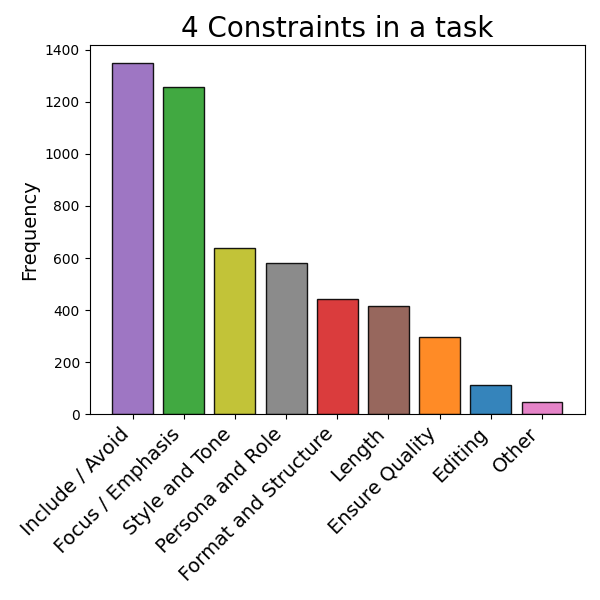 4 Constraints in a task
Frequency
1400
1200
1000
800
600
400
200
0
Include / Avoid
Focus / Emphasis
Style and Tone
Persona and Role
Format and Structure
Length
Ensure Quality
Editing
Other